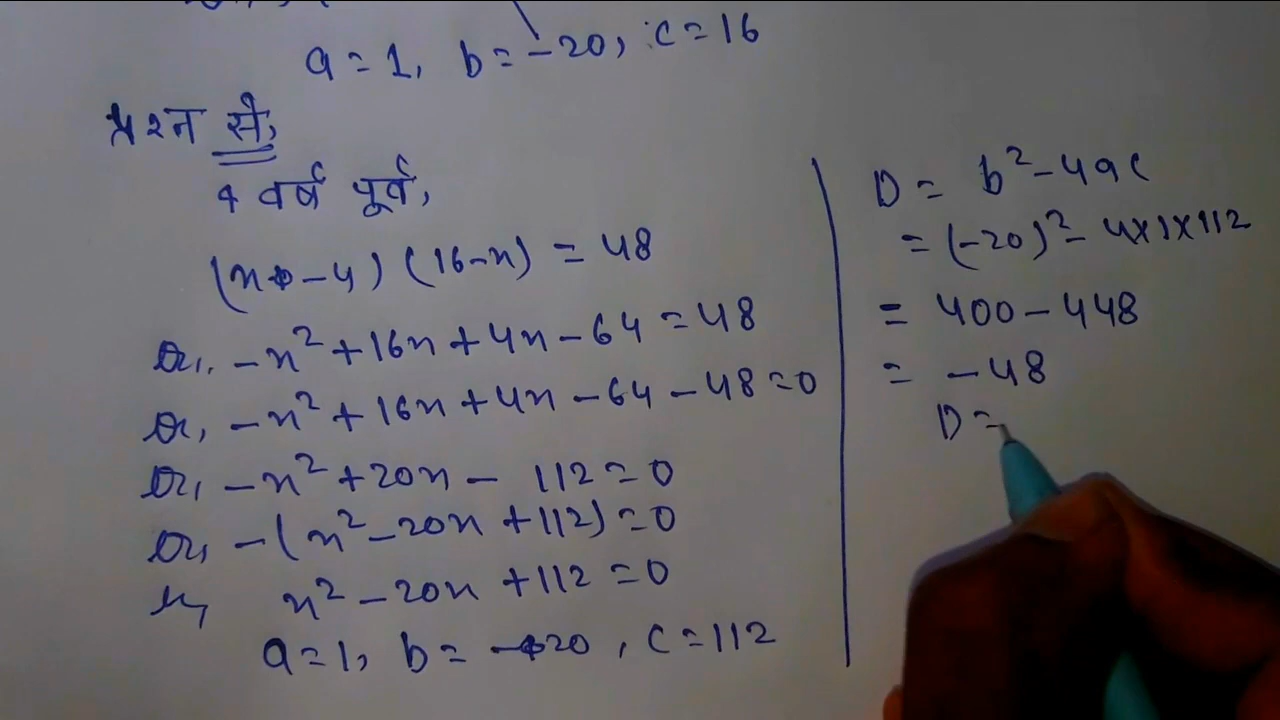 a = 1, b = -20, c = 16
प्रश्न से,
4 वर्ष पूर्व,
(x - 4) (16 - x) = 48
or, -x² + 16x + 4x - 64 = 48
or, -x² + 16x + 4x - 64 - 48 = 0
or, -x² + 20x - 112 = 0
or, -(x² - 20x + 112) = 0
या, x² - 20x + 112 = 0
a = 1, b = -20, c = 112
D = b² - 4ac
= (-20)² - 4×1×112
= 400 - 448
= -48
D =